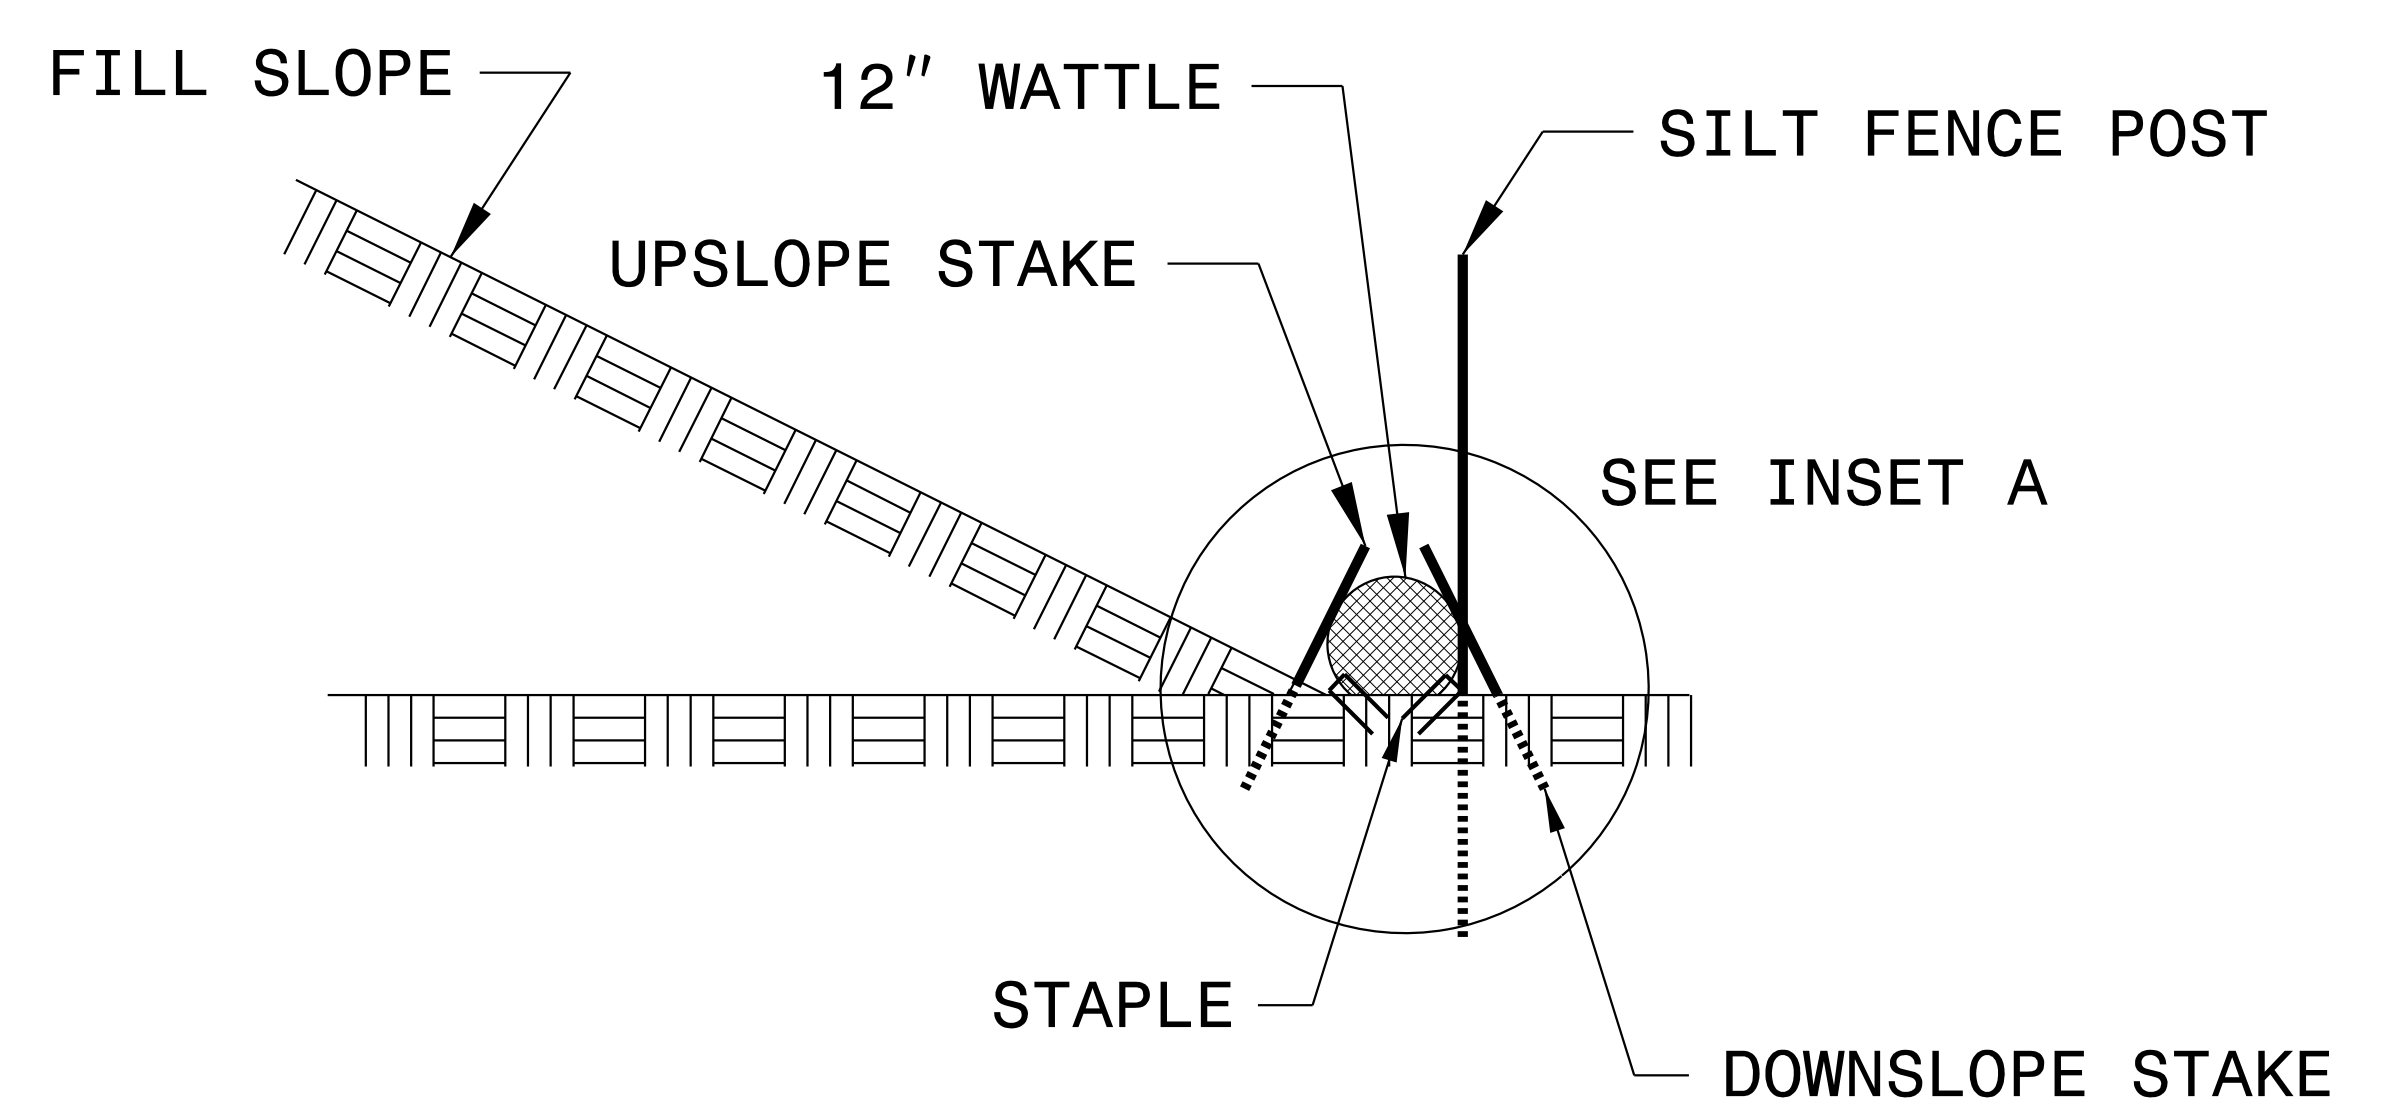 FILL SLOPE
12" WATTLE
SILT FENCE POST
UPSLOPE STAKE
SEE INSET A
STAPLE
DOWNSLOPE STAKE